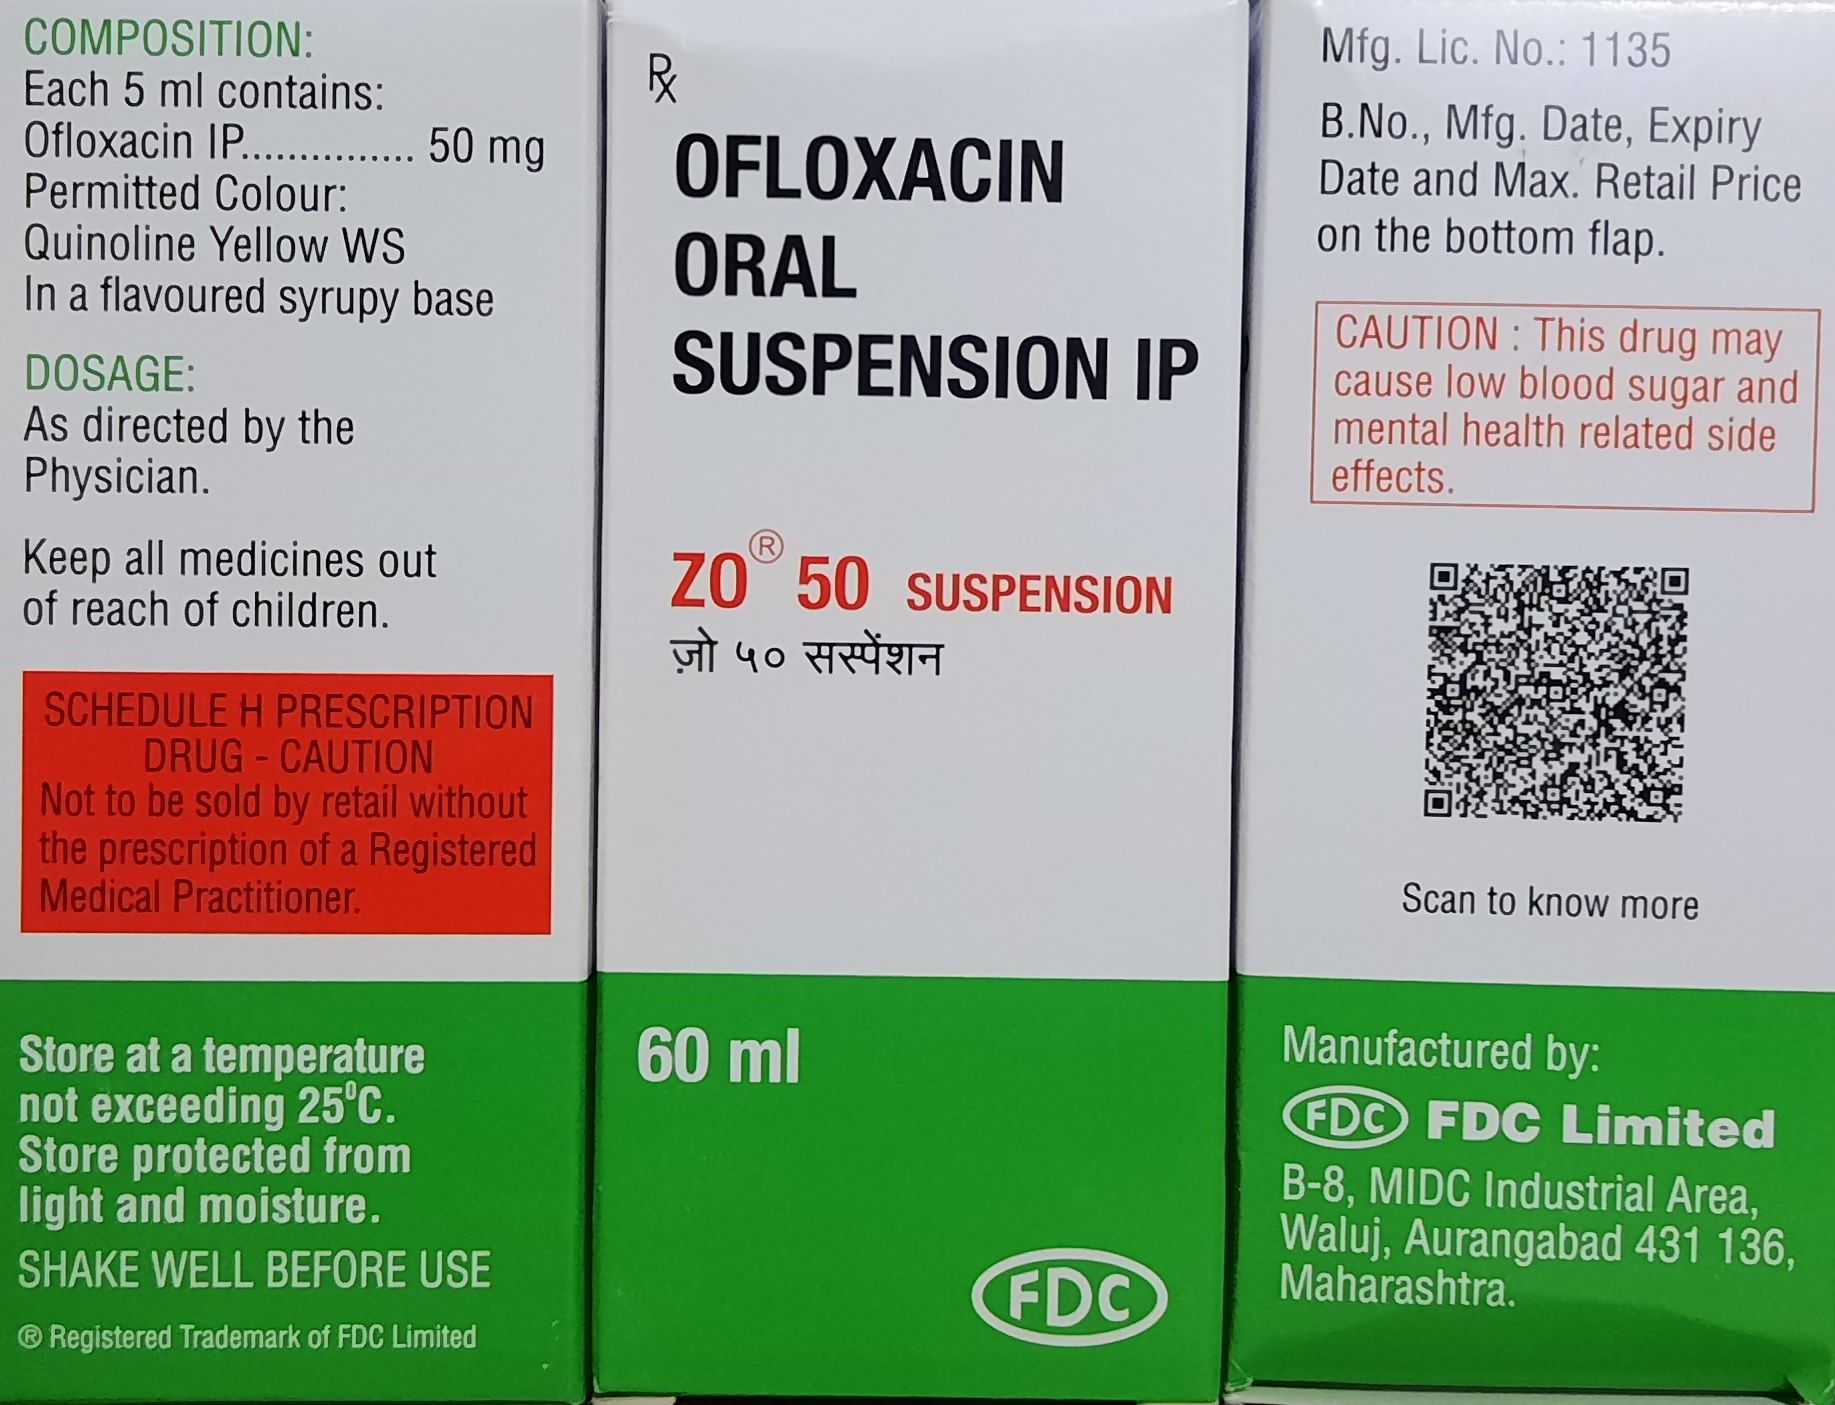 COMPOSITION:
Each 5 ml contains:
Ofloxacin IP............... 50 mg
Permitted Colour:
Quinoline Yellow WS
In a flavoured syrupy base
DOSAGE:
As directed by the
Physician.
Keep all medicines out
of reach of children.
SCHEDULE H PRESCRIPTION
DRUG - CAUTION
Not to be sold by retail without
the prescription of a Registered
Medical Practitioner.
Store at a temperature
not exceeding 25⁰C.
Store protected from
light and moisture.
SHAKE WELL BEFORE USE
® Registered Trademark of FDC Limited
Rx
OFLOXACIN
ORAL
SUSPENSION IP
ZO® 50 SUSPENSION
ज़ो ५० सस्पेंशन
60 ml
FDC
Mfg. Lic. No.: 1135
B.No., Mfg. Date, Expiry
Date and Max. Retail Price
on the bottom flap.
CAUTION : This drug may
cause low blood sugar and
mental health related side
effects.
Scan to know more
Manufactured by:
FDC FDC Limited
B-8, MIDC Industrial Area,
Waluj, Aurangabad 431 136,
Maharashtra.